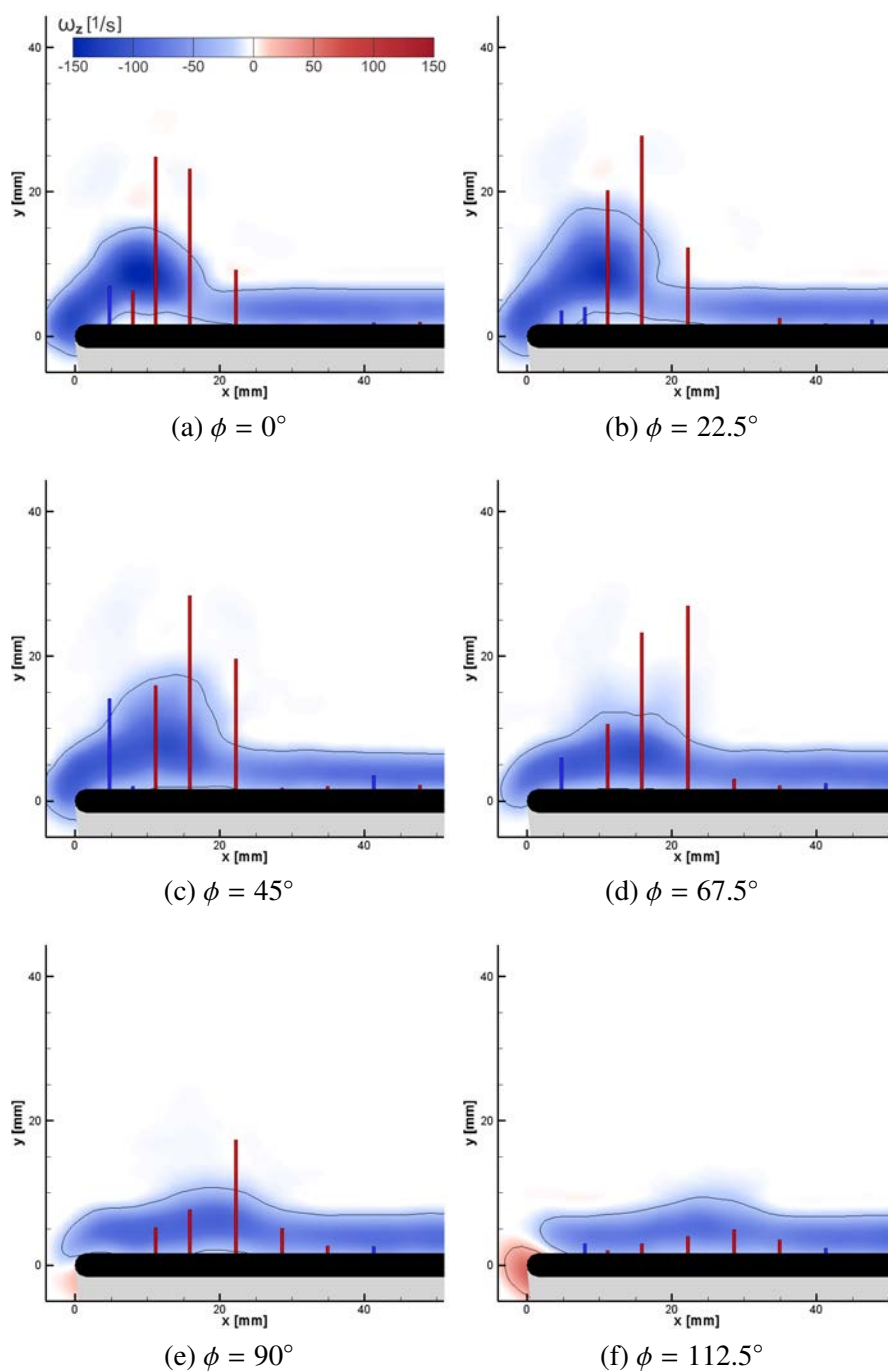 ω_z [1/s]
-150 -100 -50 0 50 100 150
40
20
0
y [mm]
0 20 40
x [mm]
(a) ϕ = 0°
40
20
0
y [mm]
0 20 40
x [mm]
(b) ϕ = 22.5°
40
20
0
y [mm]
0 20 40
x [mm]
(c) ϕ = 45°
40
20
0
y [mm]
0 20 40
x [mm]
(d) ϕ = 67.5°
40
20
0
y [mm]
0 20 40
x [mm]
(e) ϕ = 90°
40
20
0
y [mm]
0 20 40
x [mm]
(f) ϕ = 112.5°